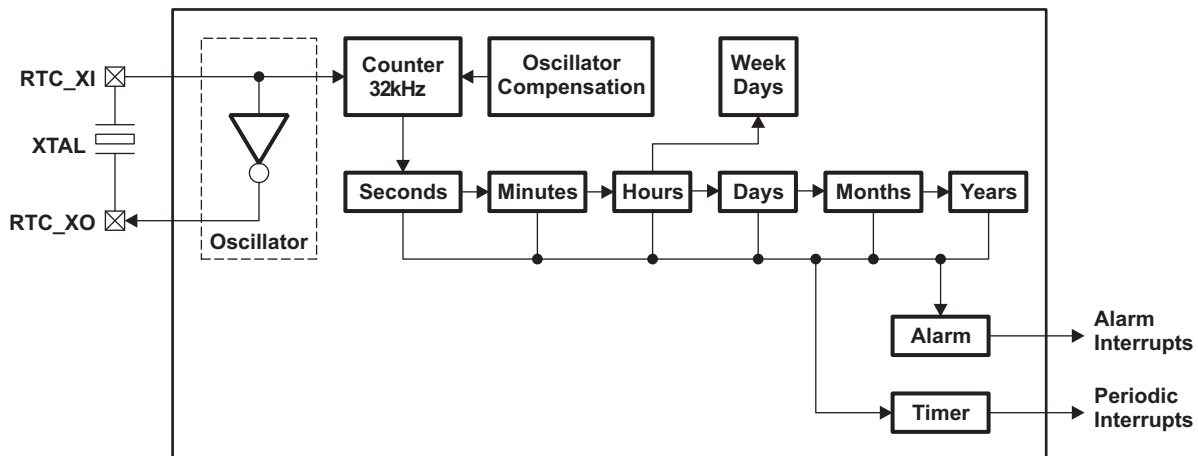 RTC_XI
XTAL
RTC_XO
Oscillator
Counter
32kHz
Oscillator
Compensation
Week
Days
Seconds
Minutes
Hours
Days
Months
Years
Alarm
Alarm
Interrupts
Timer
Periodic
Interrupts